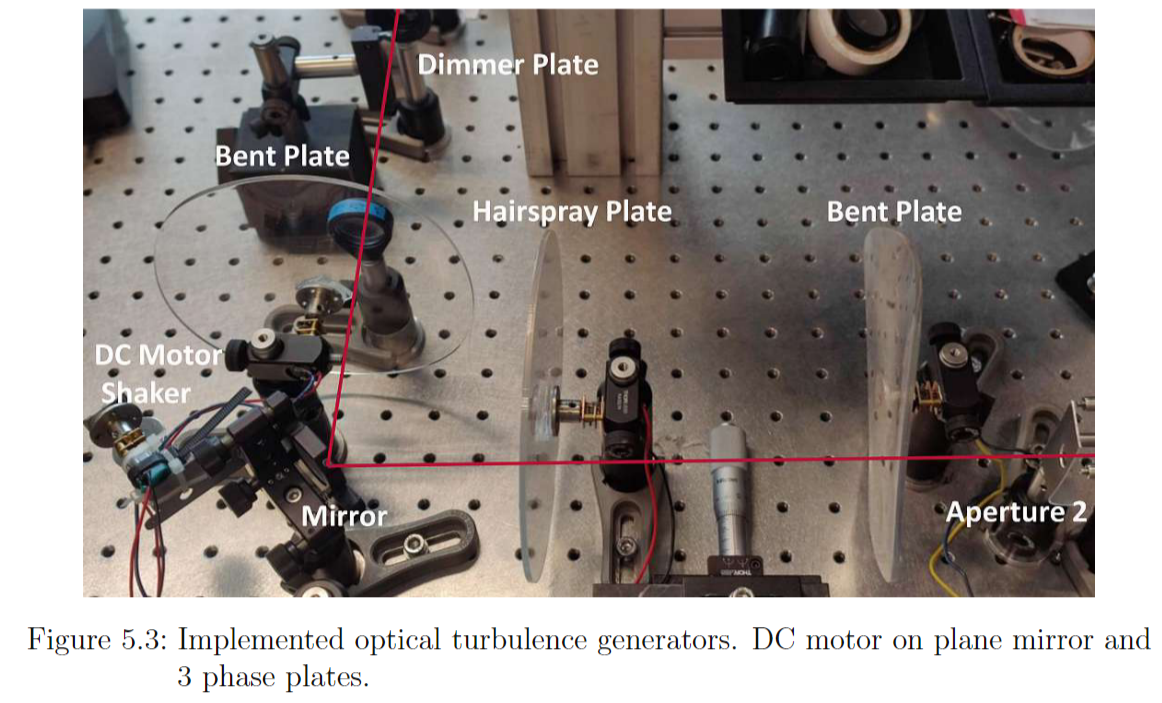 Dimmer Plate
Bent Plate
Hairspray Plate
Bent Plate
DC Motor
Shaker
Mirror
Aperture 2
Figure 5.3: Implemented optical turbulence generators. DC motor on plane mirror and
3 phase plates.